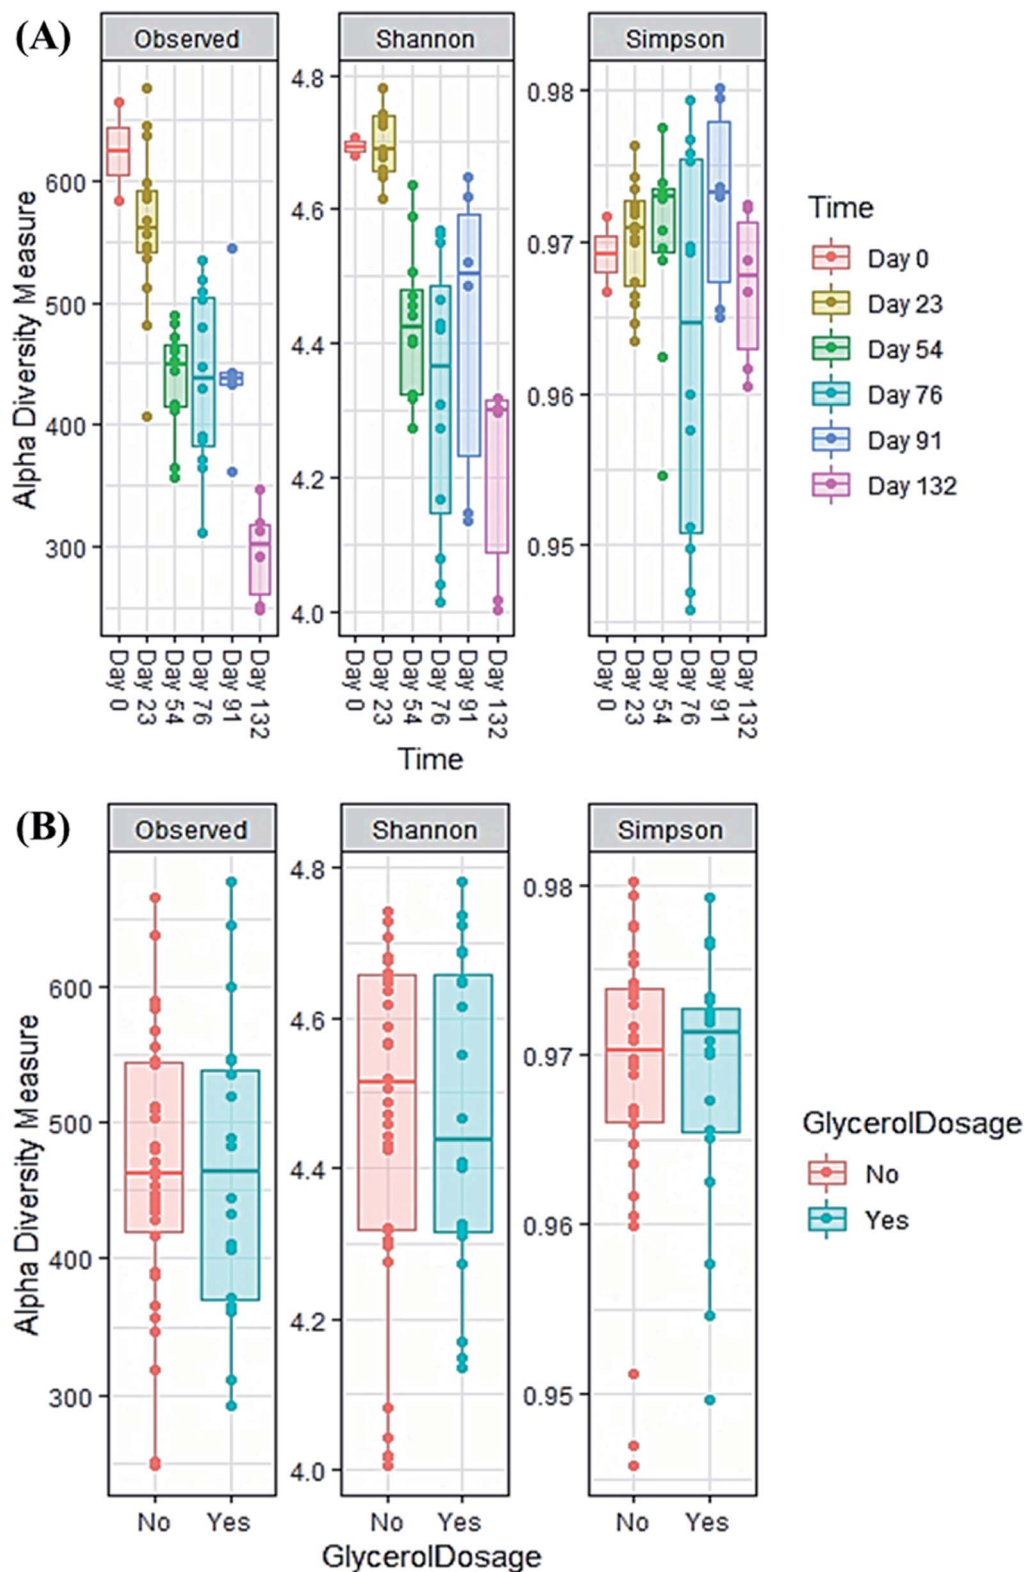 (A)
Observed
Shannon
Simpson
Alpha Diversity Measure
600
500
400
300
4.8
4.6
4.4
4.2
4.0
0.98
0.97
0.96
0.95
Day 0
Day 23
Day 54
Day 76
Day 91
Day 132
Day 0
Day 23
Day 54
Day 76
Day 91
Day 132
Day 0
Day 23
Day 54
Day 76
Day 91
Day 132
Time
Time
Day 0
Day 23
Day 54
Day 76
Day 91
Day 132
(B)
Observed
Shannon
Simpson
Alpha Diversity Measure
600
500
400
300
4.8
4.6
4.4
4.2
4.0
0.98
0.97
0.96
0.95
No Yes
No Yes
No Yes
GlycerolDosage
GlycerolDosage
No
Yes